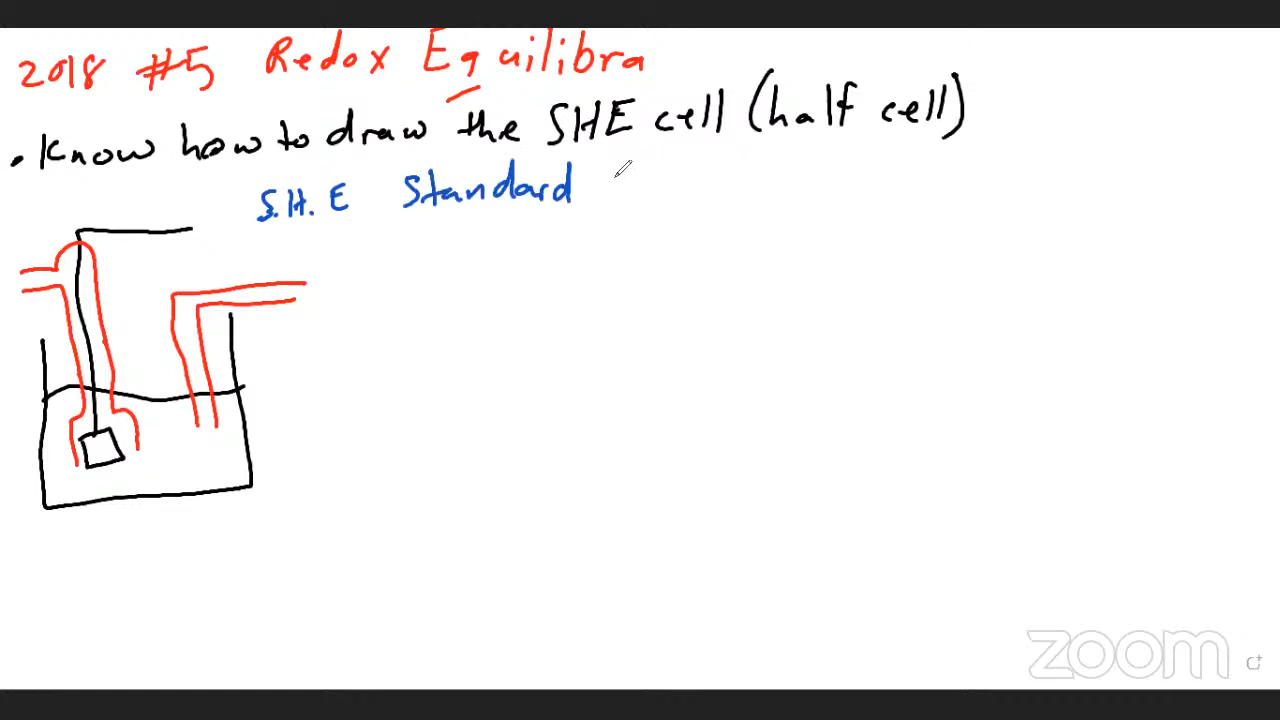 2018 #5 Redox Equilibra
. Know how to draw the SHE cell (half cell)
S.H.E Standard
zoom